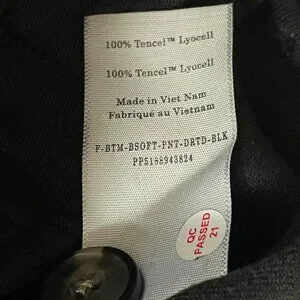 100% Tencel™ Lyocell
100% Tencel™ Lyocell
Made in Viet Nam
Fabriqué au Vietnam
F-BTM-BSOFT-PNT-DRTD-BLK
PP5188943824
QC
PASSED
21